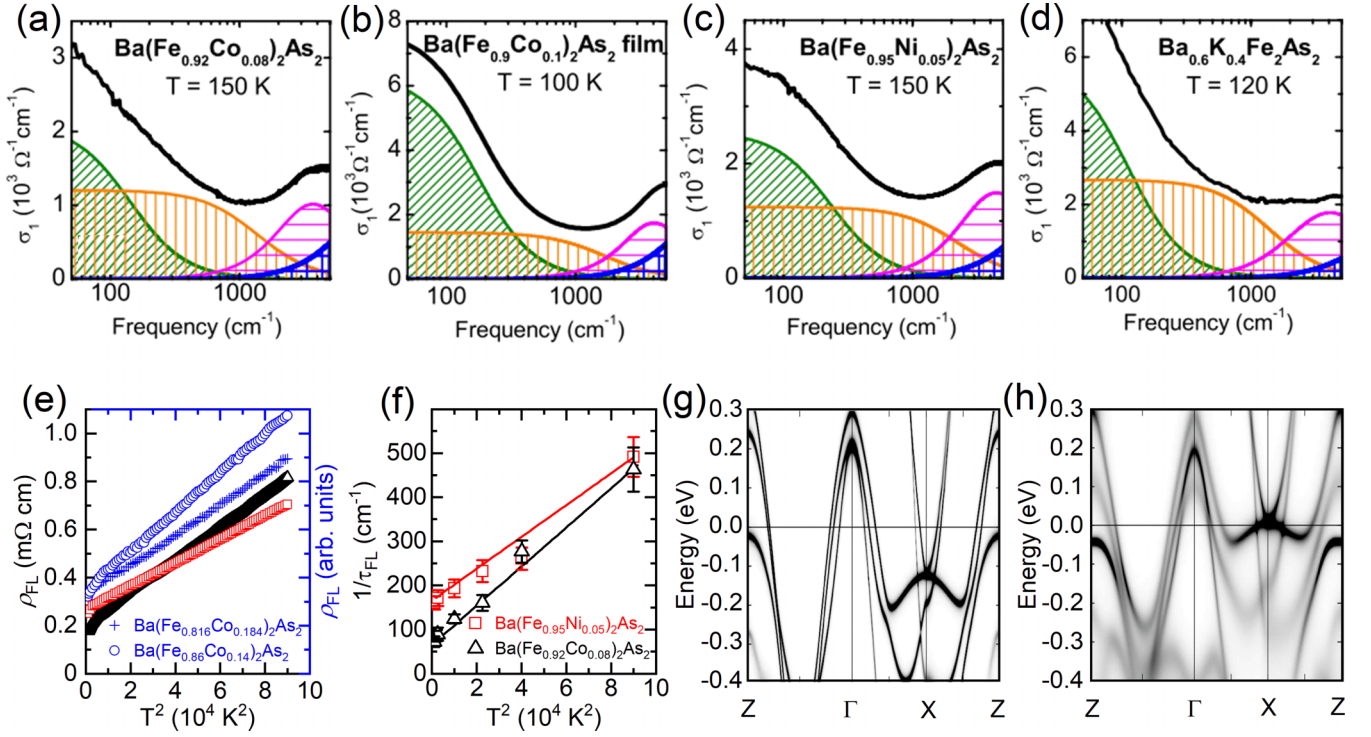 (a)
Ba(Fe0.92Co0.08)2As2
T = 150 K
σ1 (10^3 Ω^-1cm^-1)
3
2
1
0
100
1000
Frequency (cm^-1)
(b)
Ba(Fe0.9Co0.1)2As2 film
T = 100 K
σ1 (10^3 Ω^-1cm^-1)
8
6
4
2
0
100
1000
Frequency (cm^-1)
(c)
Ba(Fe0.95Ni0.05)2As2
T = 150 K
σ1 (10^3 Ω^-1cm^-1)
4
2
0
100
1000
Frequency (cm^-1)
(d)
Ba0.6K0.4Fe2As2
T = 120 K
σ1 (10^3 Ω^-1cm^-1)
6
4
2
0
100
1000
Frequency (cm^-1)
(e)
ρFL (mΩ cm)
1.0
0.8
0.6
0.4
0.2
0
0
2
4
6
8
10
T^2 (10^4 K^2)
ρFL (arb. units)
Ba(Fe0.816Co0.184)2As2
Ba(Fe0.86Co0.14)2As2
(f)
1/τFL (cm^-1)
500
400
300
200
100
0
0
2
4
6
8
10
T^2 (10^4 K^2)
Ba(Fe0.95Ni0.05)2As2
Ba(Fe0.92Co0.08)2As2
(g)
Energy (eV)
0.3
0.2
0.1
0.0
-0.1
-0.2
-0.3
-0.4
Z
Γ
X
Z
(h)
Energy (eV)
0.3
0.2
0.1
0.0
-0.1
-0.2
-0.3
-0.4
Z
Γ
X
Z